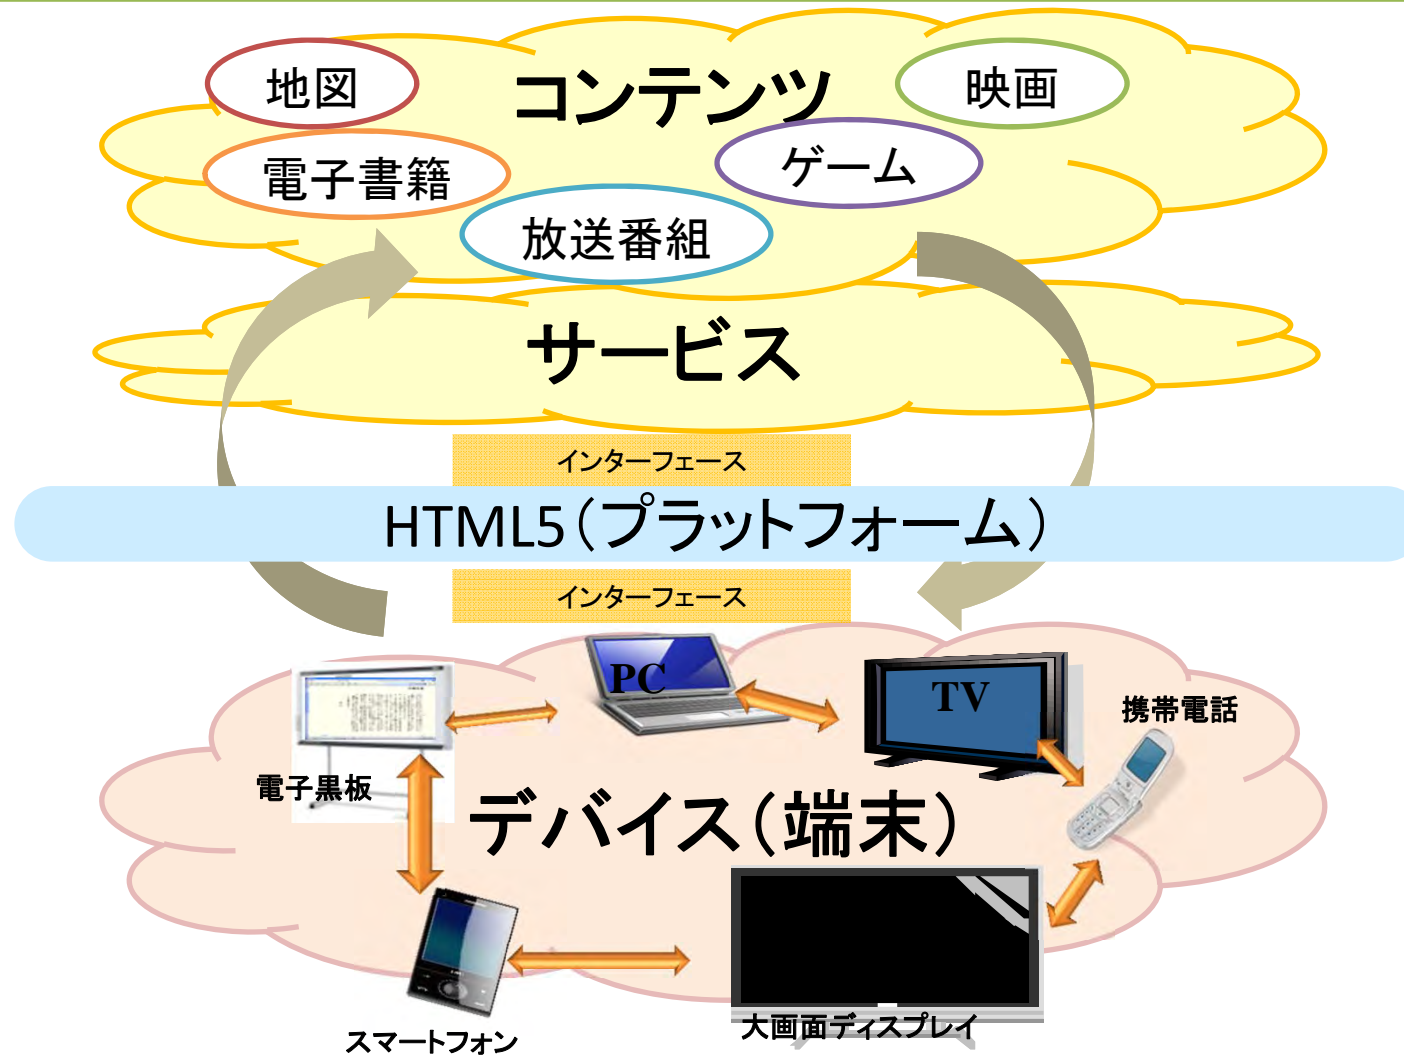 コンテンツ
地図
映画
電子書籍
ゲーム
放送番組
サービス
インターフェース
HTML5（プラットフォーム）
インターフェース
PC
TV
携帯電話
電子黒板
デバイス（端末）
スマートフォン
大画面ディスプレイ